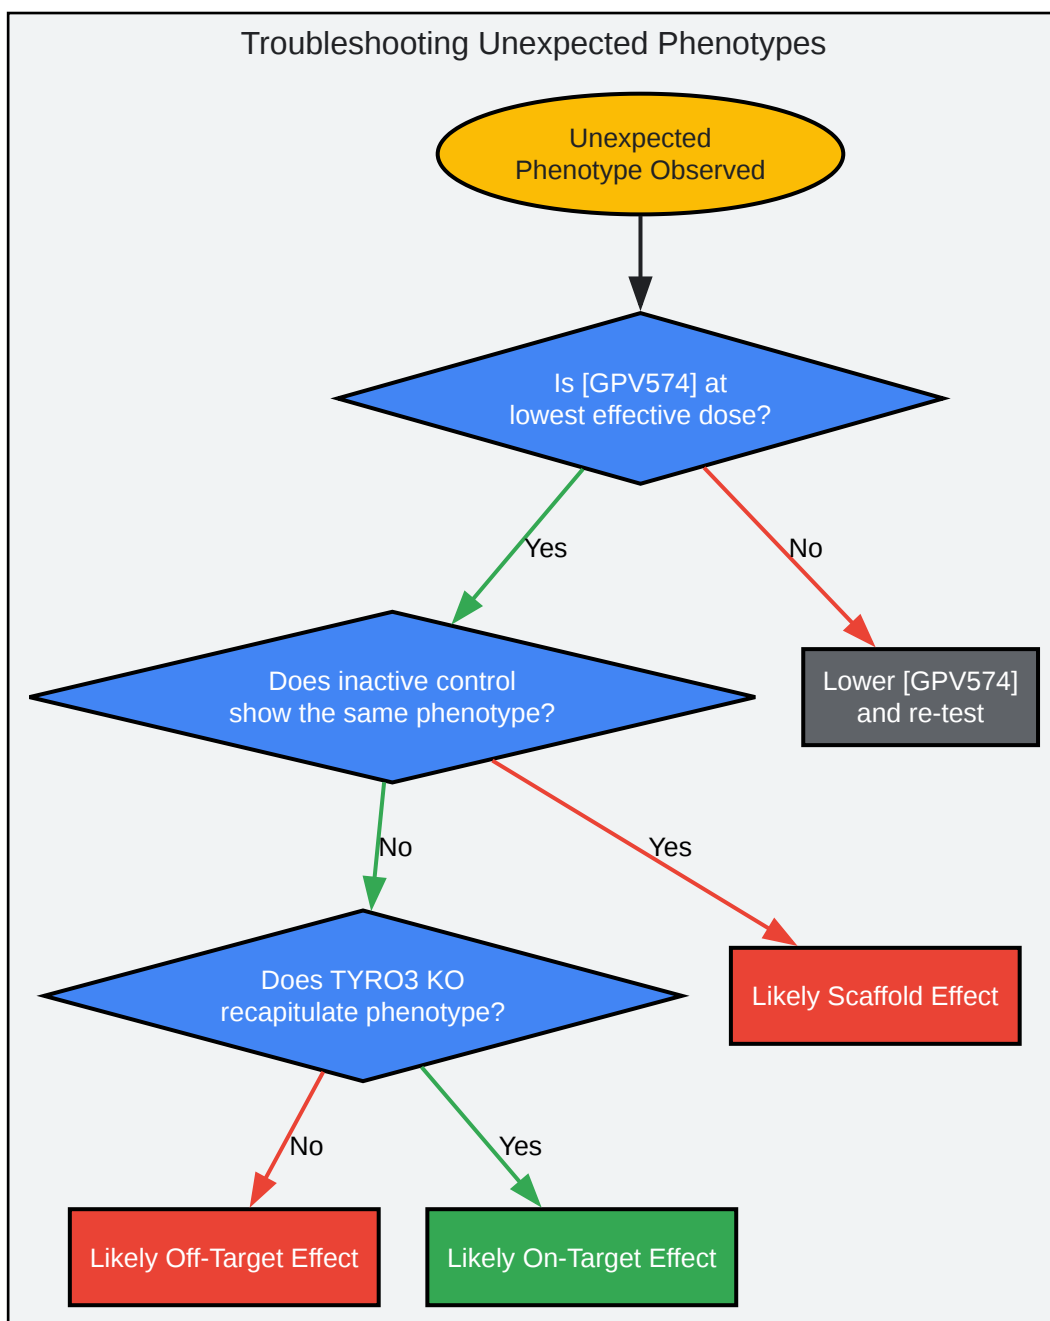 Troubleshooting Unexpected Phenotypes
Unexpected
Phenotype Observed
Is [GPV574] at
lowest effective dose?
Yes
No
Does inactive control
show the same phenotype?
Lower [GPV574]
and re-test
No
Yes
Does TYRO3 KO
recapitulate phenotype?
Likely Scaffold Effect
No
Yes
Likely Off-Target Effect
Likely On-Target Effect